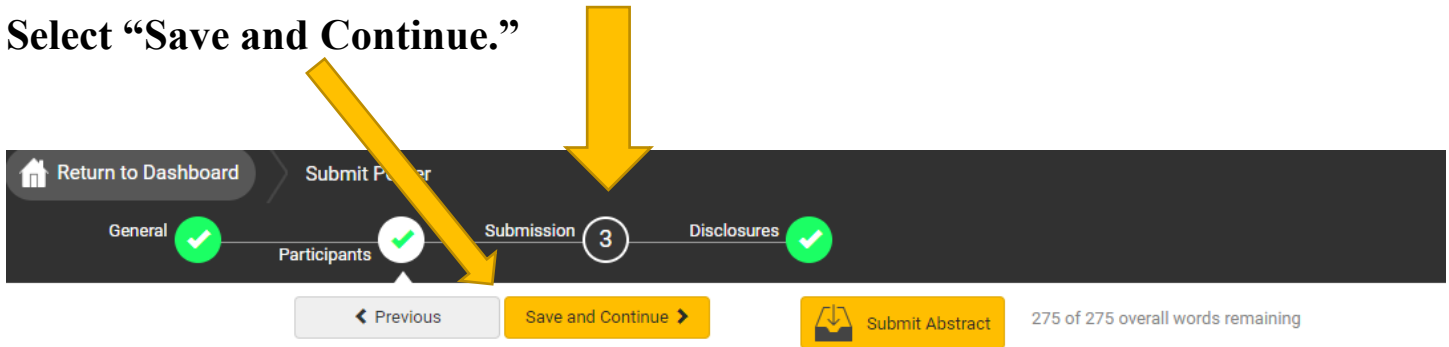 Select “Save and Continue.”
Return to Dashboard
Submit
General
Participants
Submission
3
Disclosures
Previous
Save and Continue
Submit Abstract
275 of 275 overall words remaining